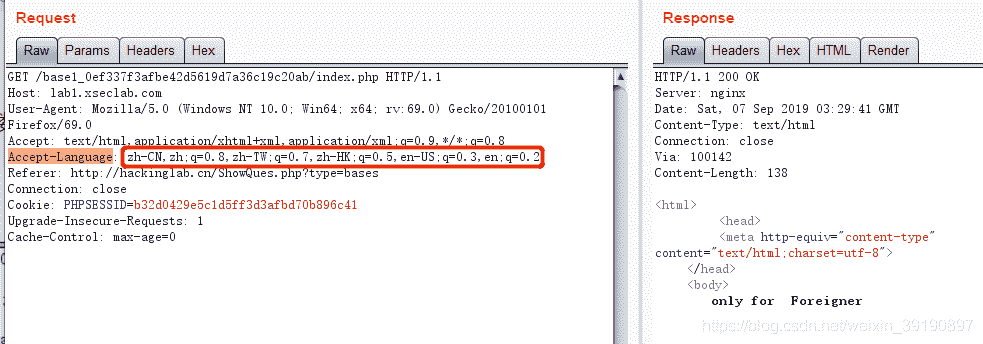 Request
Raw Params Headers Hex
GET /base1_0ef337f3afbe42d5619d7a36c19c20ab/index.php HTTP/1.1
Host: lab1.xseclab.com
User-Agent: Mozilla/5.0 (Windows NT 10.0; Win64; x64; rv:69.0) Gecko/20100101
Firefox/69.0
Accept: text/html,application/xhtml+xml,application/xml;q=0.9,*/*;q=0.8
Accept-Language: zh-CN,zh;q=0.8,zh-TW;q=0.7,zh-HK;q=0.5,en-US;q=0.3,en;q=0.2
Referer: http://hackinglab.cn/ShowQues.php?type=bases
Connection: close
Cookie: PHPSESSID=b32d0429e5c1d5ff3d3afbd70b896c41
Upgrade-Insecure-Requests: 1
Cache-Control: max-age=0
Response
Raw Headers Hex HTML Render
HTTP/1.1 200 OK
Server: nginx
Date: Sat, 07 Sep 2019 03:29:41 GMT
Content-Type: text/html
Connection: close
Via: 100142
Content-Length: 138
<html>
<head>
<meta http-equiv="content-type"
content="text/html;charset=utf-8">
</head>
<body>
only for Foreigner
https://blog.csdn.net/weixin_39190897